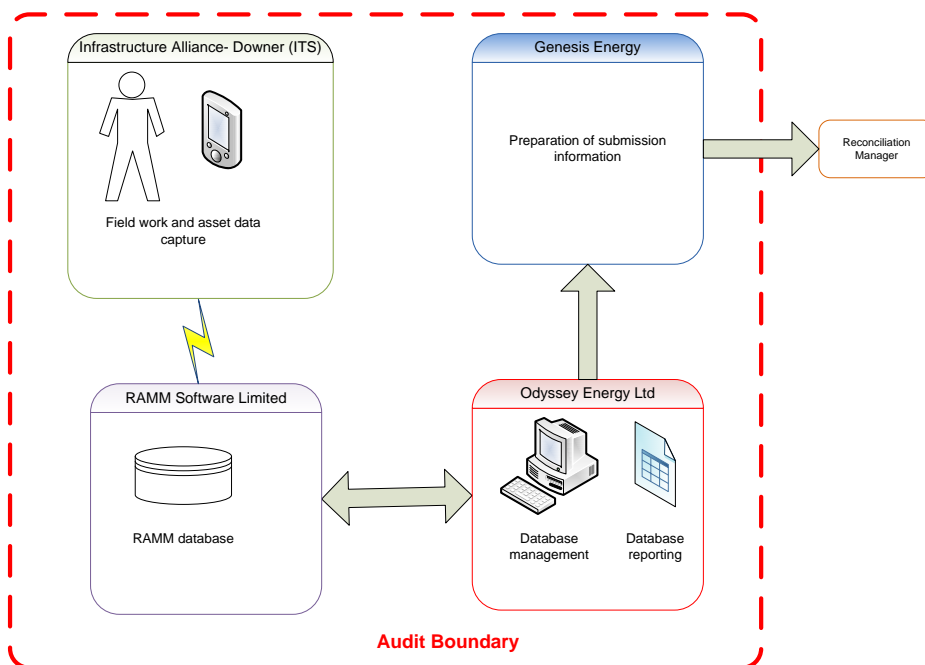 Infrastructure Alliance- Downer (ITS)
Field work and asset data
capture
Genesis Energy
Preparation of submission
information
Reconciliation
Manager
RAMM Software Limited
RAMM database
Odyssey Energy Ltd
Database
management
Database
reporting
Audit Boundary